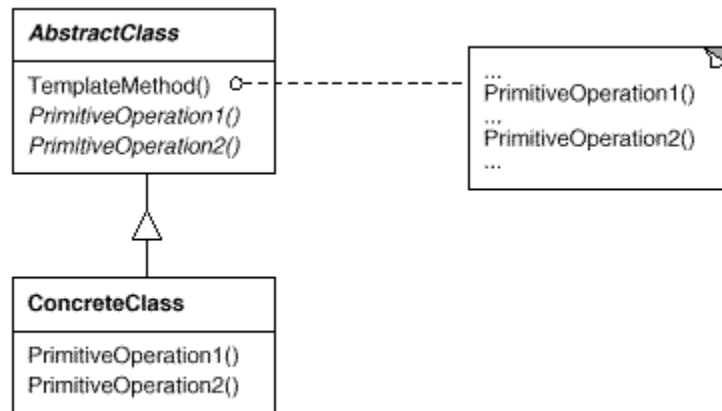 AbstractClass
TemplateMethod()
PrimitiveOperation1()
PrimitiveOperation2()
...
PrimitiveOperation1()
...
PrimitiveOperation2()
...
ConcreteClass
PrimitiveOperation1()
PrimitiveOperation2()